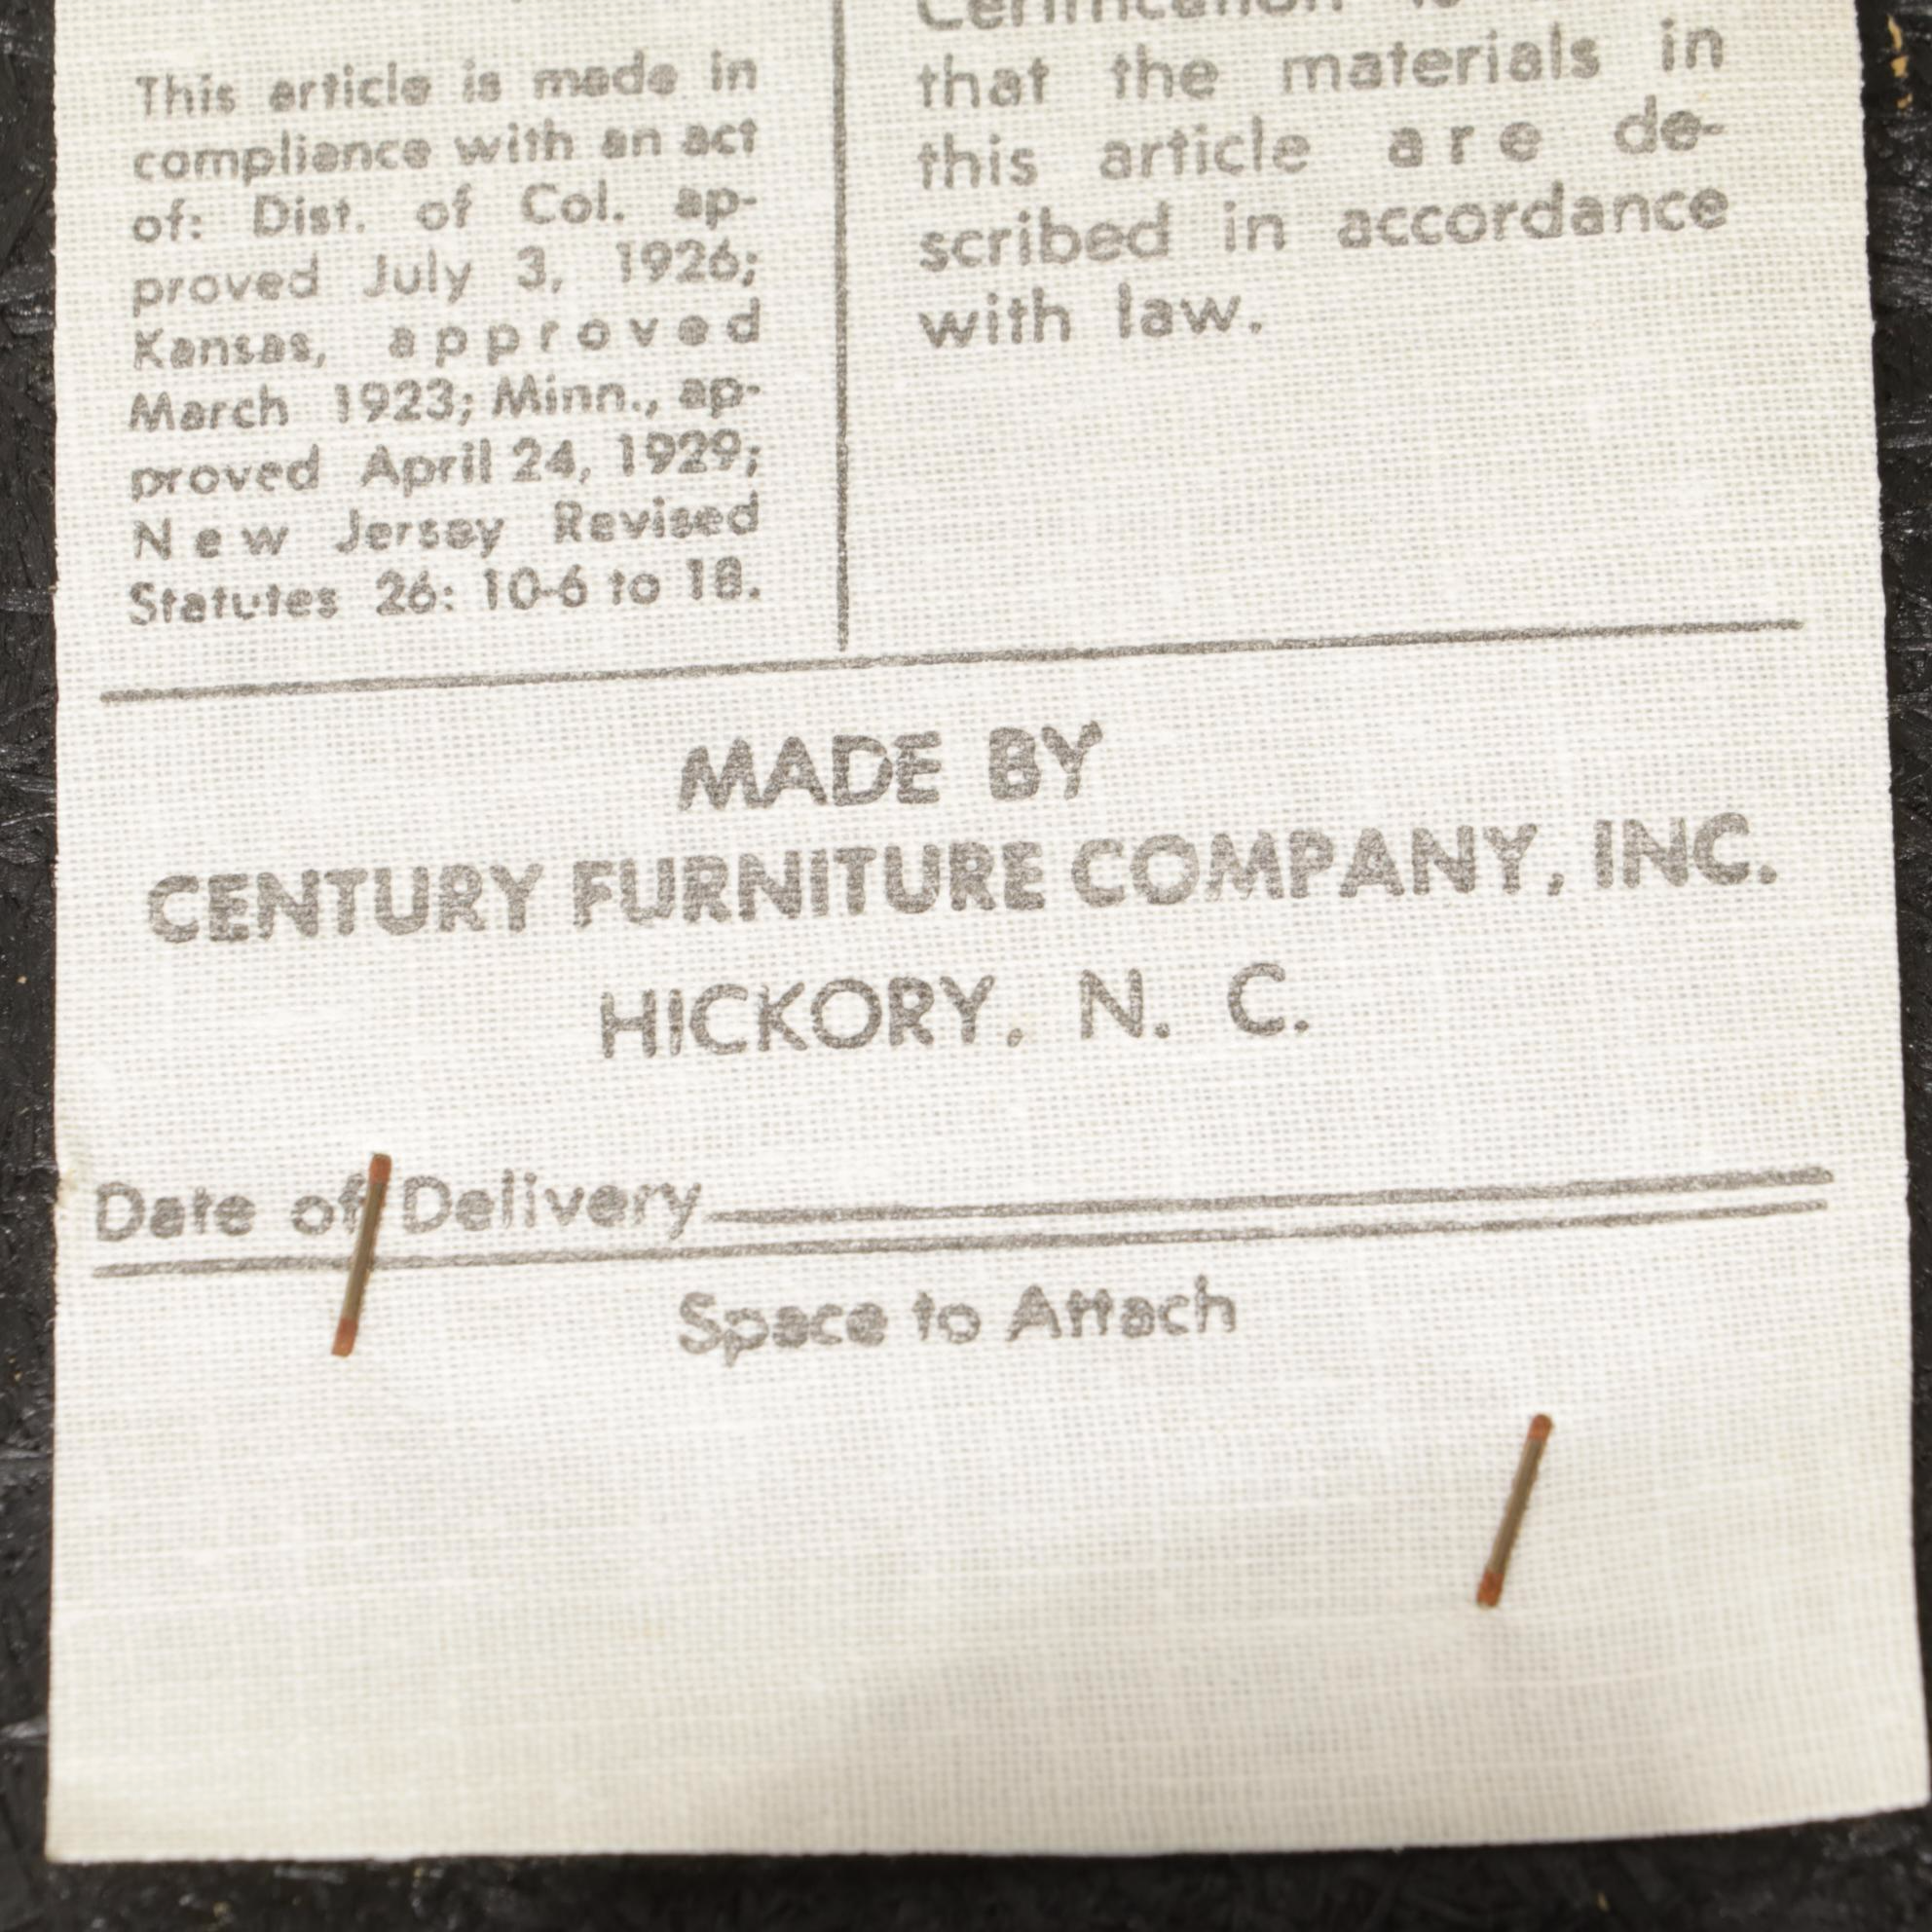 This article is made in
compliance with an act
of: Dist. of Col. ap-
proved July 3, 1926;
Kansas, approved
March 1923; Minn., ap-
proved April 24, 1929;
New Jersey Revised
Statutes 26: 10-6 to 18.
Certification is
that the materials in
this article are de-
scribed in accordance
with law.
MADE BY
CENTURY FURNITURE COMPANY, INC.
HICKORY, N. C.
Date of Delivery
Space to Attach